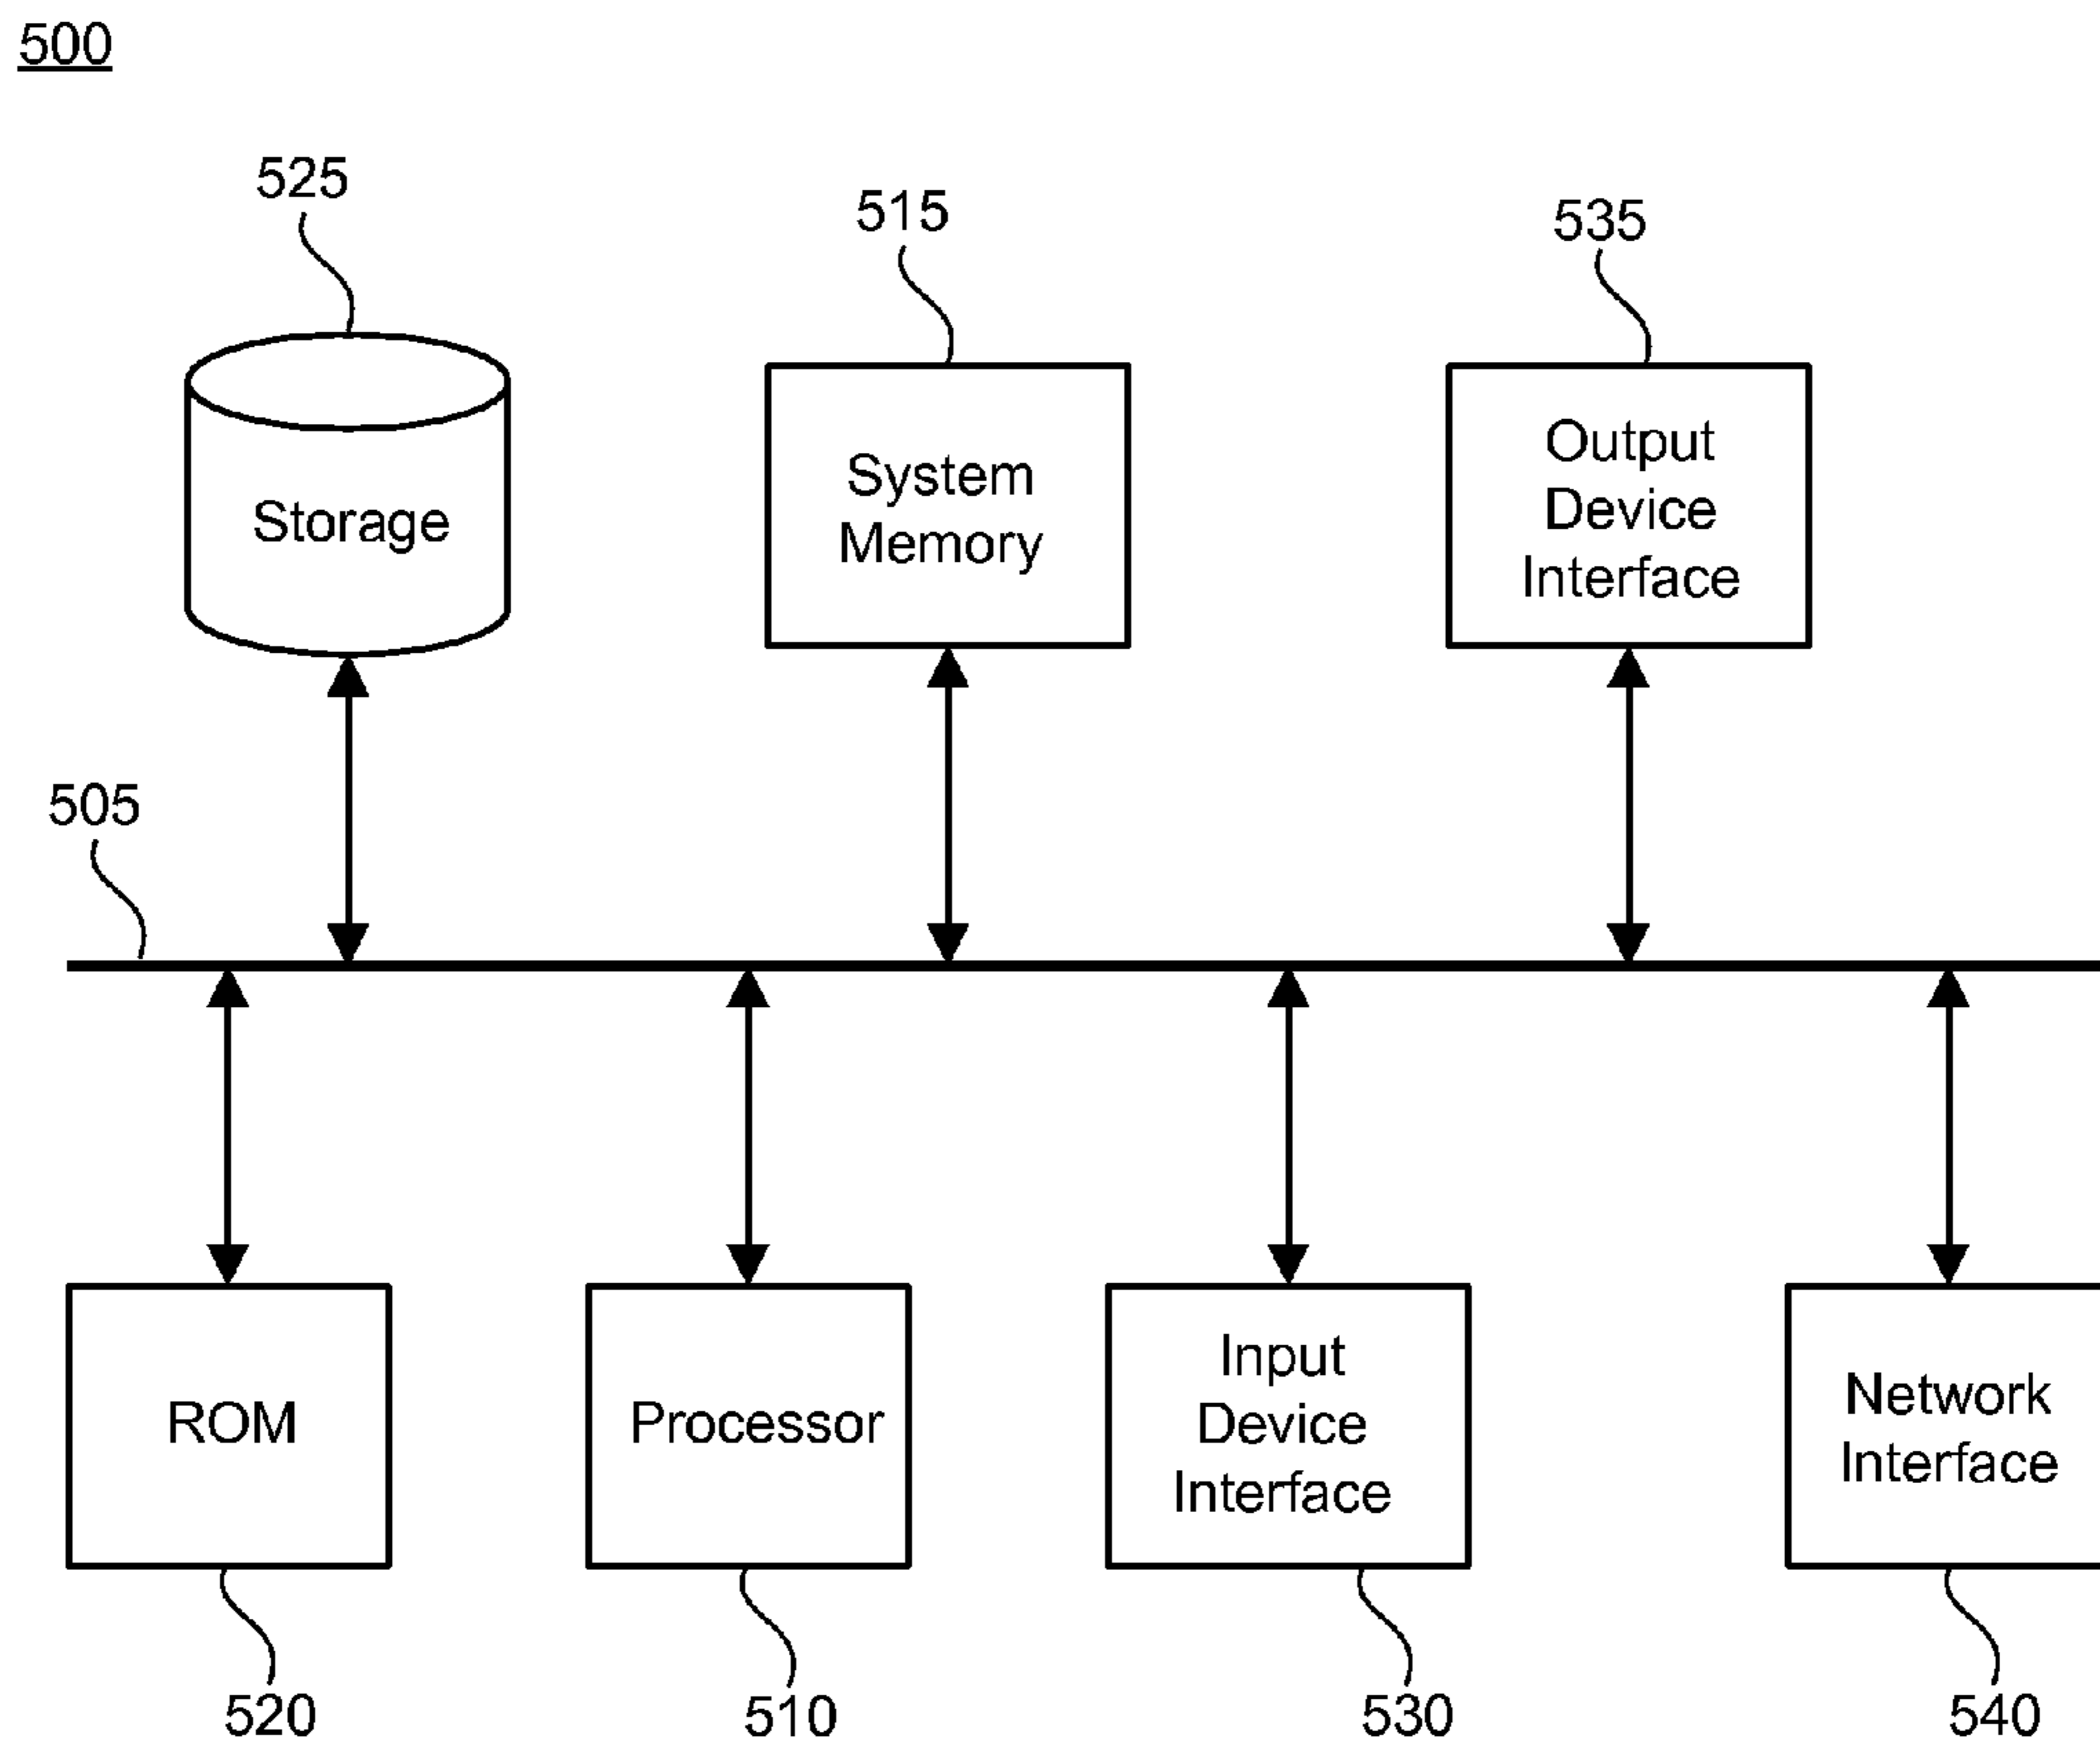 500
525
515
535
Storage
System
Memory
Output
Device
Interface
505
ROM
Processor
Input
Device
Interface
Network
Interface
520
510
530
540